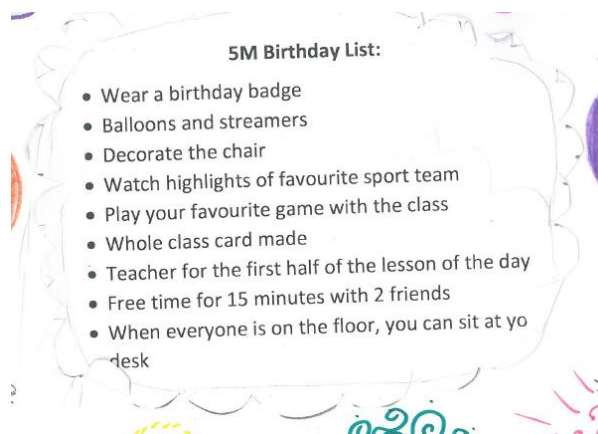 5M Birthday List:
• Wear a birthday badge
• Balloons and streamers
• Decorate the chair
• Watch highlights of favourite sport team
• Play your favourite game with the class
• Whole class card made
• Teacher for the first half of the lesson of the day
• Free time for 15 minutes with 2 friends
• When everyone is on the floor, you can sit at yo
desk